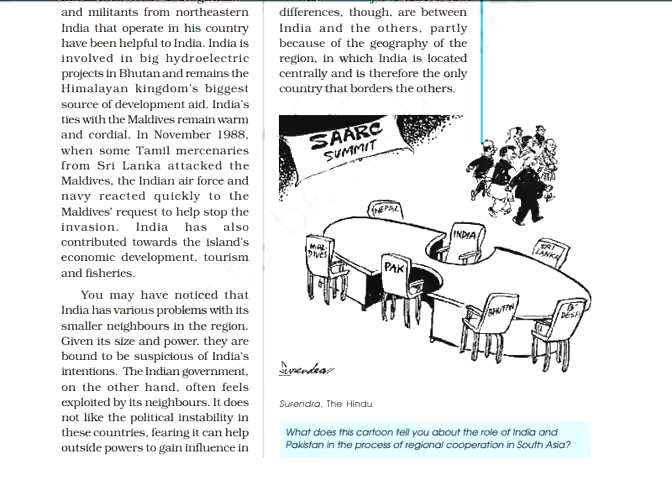 and militants from northeastern
India that operate in his country
have been helpful to India. India is
involved in big hydroelectric
projects in Bhutan and remains the
Himalayan kingdom's biggest
source of development aid. India's
ties with the Maldives remain warm
and cordial. In November 1988,
when some Tamil mercenaries
from Sri Lanka attacked the
Maldives, the Indian air force and
navy reacted quickly to the
Maldives' request to help stop the
invasion. India has also
contributed towards the island's
economic development, tourism
and fisheries.
You may have noticed that
India has various problems with its
smaller neighbours in the region.
Given its size and power, they are
bound to be suspicious of India's
intentions. The Indian government,
on the other hand, often feels
exploited by its neighbours. It does
not like the political instability in
these countries, fearing it can help
outside powers to gain influence in
differences, though, are between
India and the others, partly
because of the geography of the
region, in which India is located
centrally and is therefore the only
country that borders the others.
SAARC
SUMMIT
NEPAL
INDIA
MAL
DIVES
PAK
SRI
LANKA
BHUTAN
B-
DESH
Surendra
Surendra, The Hindu
What does this cartoon tell you about the role of India and
Pakistan in the process of regional cooperation in South Asia?